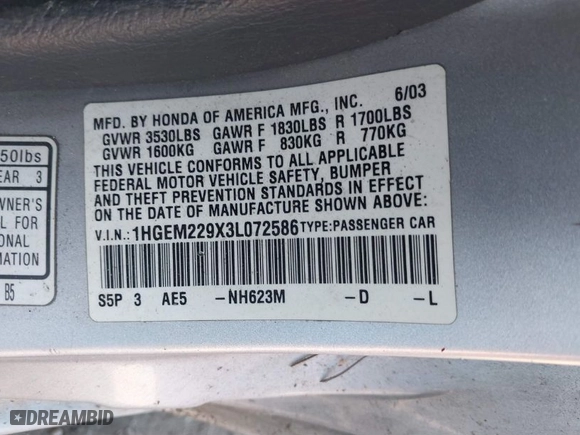 MFD. BY HONDA OF AMERICA MFG., INC. 6/03
GVWR 3530LBS GAWR F 1830LBS R 1700LBS
GVWR 1600KG GAWR F 830KG R 770KG
THIS VEHICLE CONFORMS TO ALL APPLICABLE
FEDERAL MOTOR VEHICLE SAFETY, BUMPER
AND THEFT PREVENTION STANDARDS IN EFFECT
ON THE DATE OF MANUFACTURE SHOWN ABOVE.
V.I.N.: 1HGEM229X3L072586 TYPE: PASSENGER CAR
S5P 3 AE5 -NH623M -D -L
50lbs
EAR 3
WNER'S
L FOR
IONAL
MATION
B5
DREAMBID